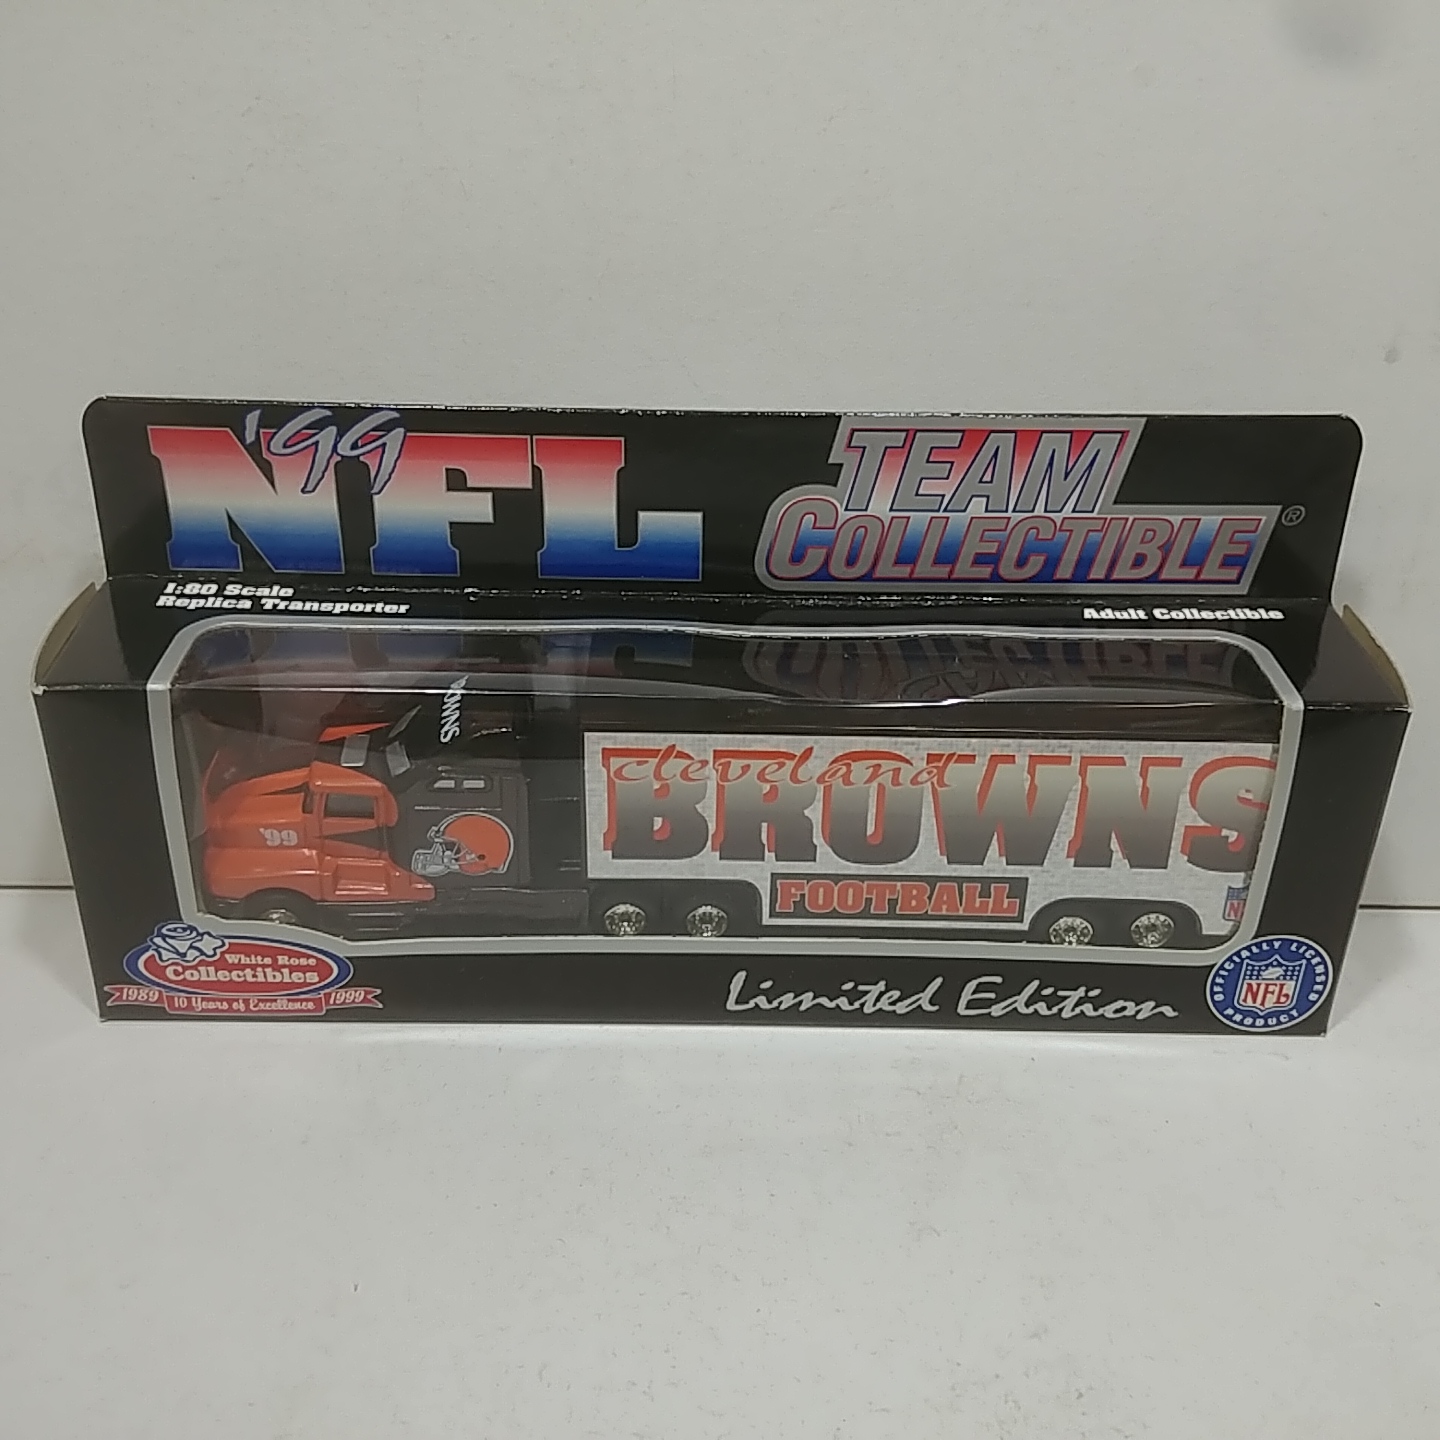 '99
NFL
TEAM
COLLECTIBLE®
1:80 Scale
Replica Transporter
Adult Collectible
cleveland
BROWNS
'99
FOOTBALL
White Rose
Collectibles
1989 10 Years of Excellence 1999
Limited Edition
OFFICIALLY LICENSED
NFL
PRODUCT